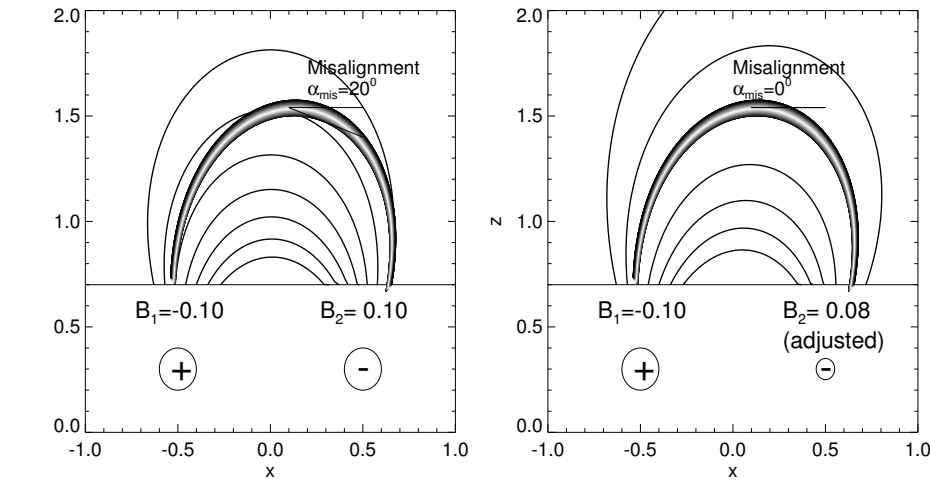 2.0
1.5
1.0
0.5
0.0
-1.0
-0.5
0.0
0.5
1.0
x
Misalignment
α_mis=20⁰
B₁=-0.10
B₂= 0.10
+
-
2.0
1.5
1.0
0.5
0.0
z
-1.0
-0.5
0.0
0.5
1.0
x
Misalignment
α_mis=0⁰
B₁=-0.10
B₂= 0.08
(adjusted)
+
-